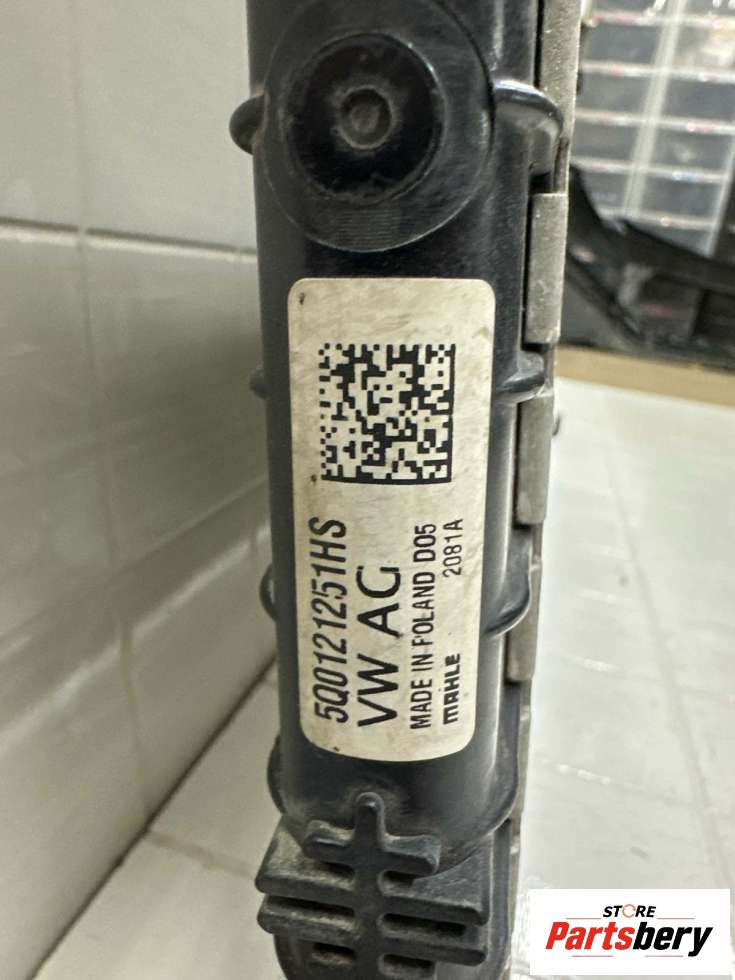 5Q0121251HS
VW AG
MADE IN POLAND D05
MAHLE 2081A
STORE
Partsbery